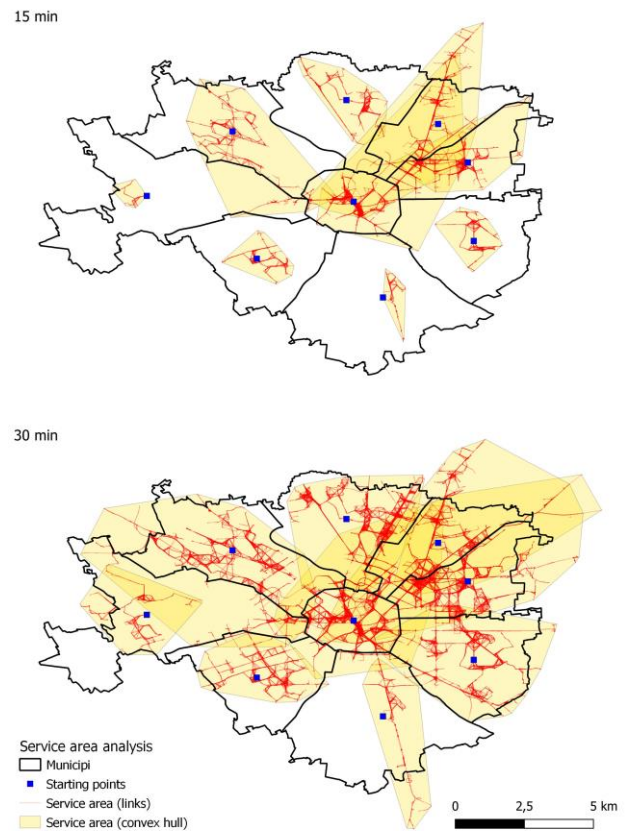 15 min
30 min
Service area analysis
Municipi
Starting points
Service area (links)
Service area (convex hull)
0 2,5 5 km